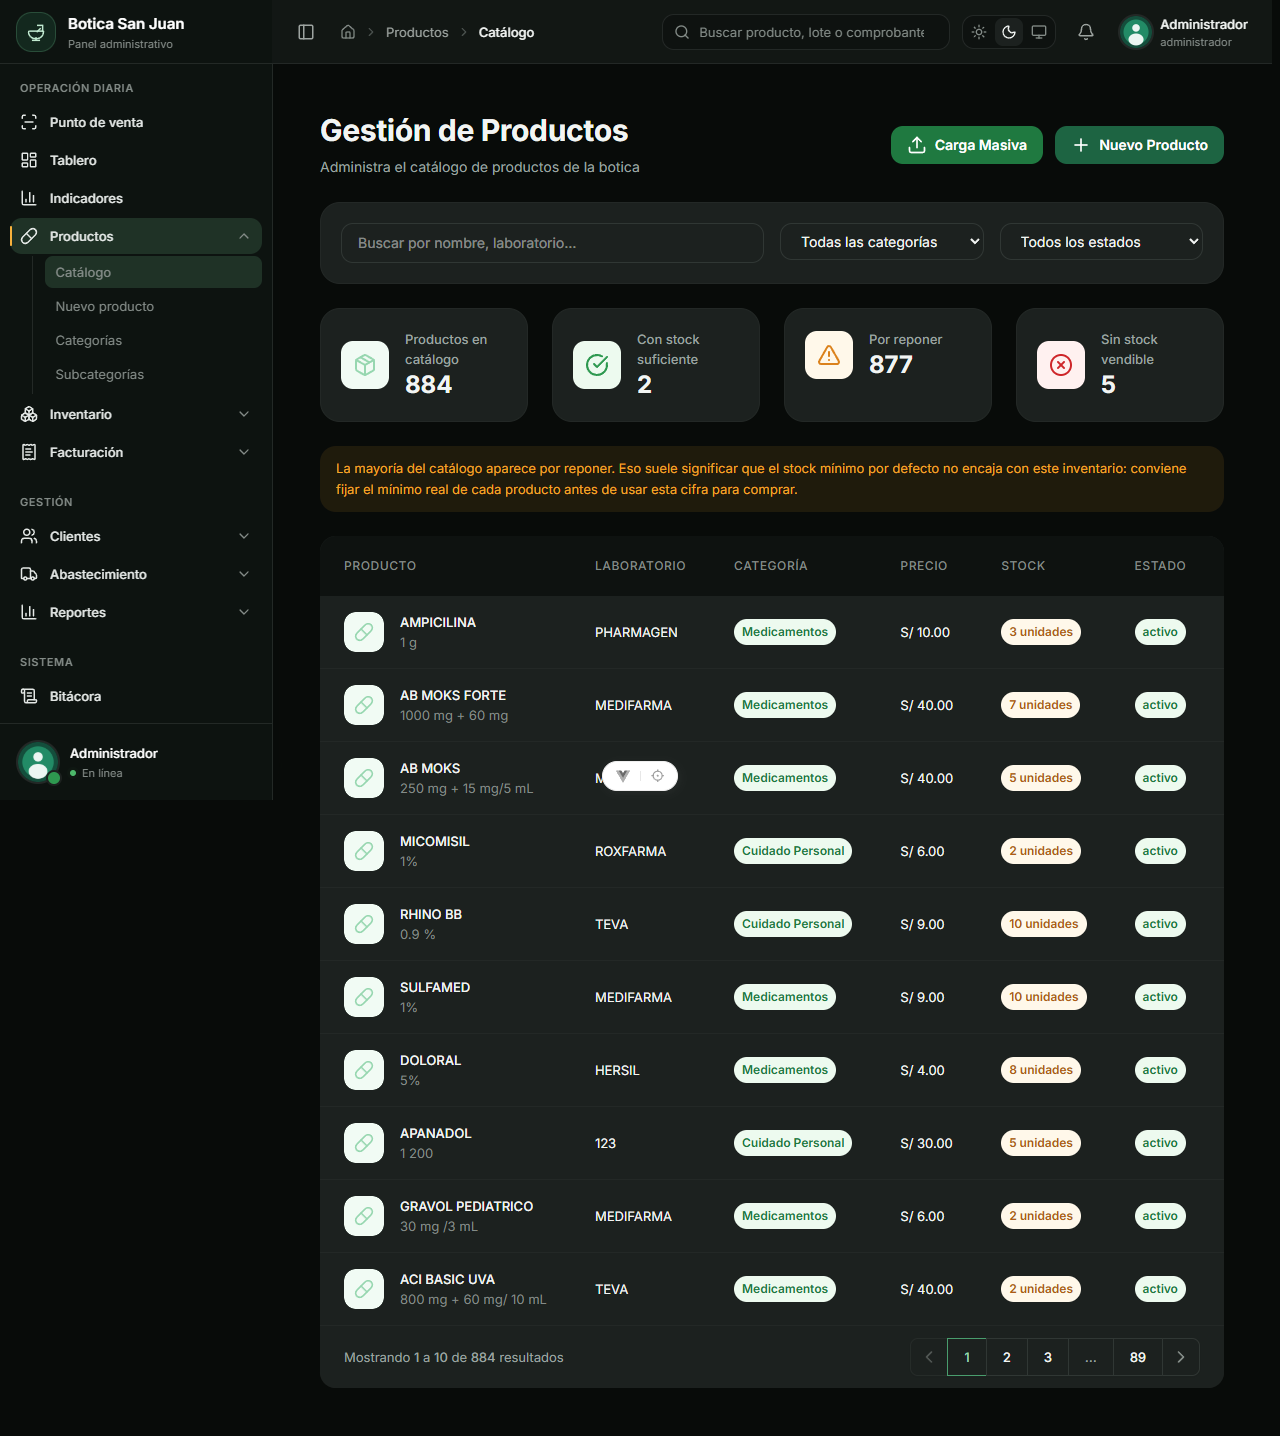 Botica San Juan
Panel administrativo
Productos
Catálogo
Buscar producto, lote o comprobante
Administrador
administrador
OPERACIÓN DIARIA
Punto de venta
Tablero
Indicadores
Productos
Catálogo
Nuevo producto
Categorías
Subcategorías
Inventario
Facturación
GESTIÓN
Clientes
Abastecimiento
Reportes
SISTEMA
Bitácora
Administrador
En línea
Gestión de Productos
Administra el catálogo de productos de la botica
Carga Masiva
Nuevo Producto
Buscar por nombre, laboratorio...
Todas las categorías
Todos los estados
Productos en
catálogo
884
Con stock
suficiente
2
Por reponer
877
Sin stock
vendible
5
La mayoría del catálogo aparece por reponer. Eso suele significar que el stock mínimo por defecto no encaja con este inventario: conviene
fijar el mínimo real de cada producto antes de usar esta cifra para comprar.
PRODUCTO LABORATORIO CATEGORÍA PRECIO STOCK ESTADO
AMPICILINA
1 g
PHARMAGEN Medicamentos S/ 10.00 3 unidades activo
AB MOKS FORTE
1000 mg + 60 mg
MEDIFARMA Medicamentos S/ 40.00 7 unidades activo
AB MOKS
250 mg + 15 mg/5 mL
Medicamentos S/ 40.00 5 unidades activo
MICOMISIL
1%
ROXFARMA Cuidado Personal S/ 6.00 2 unidades activo
RHINO BB
0.9 %
TEVA Cuidado Personal S/ 9.00 10 unidades activo
SULFAMED
1%
MEDIFARMA Medicamentos S/ 9.00 10 unidades activo
DOLORAL
5%
HERSIL Medicamentos S/ 4.00 8 unidades activo
APANADOL
1 200
123 Cuidado Personal S/ 30.00 5 unidades activo
GRAVOL PEDIATRICO
30 mg /3 mL
MEDIFARMA Medicamentos S/ 6.00 2 unidades activo
ACI BASIC UVA
800 mg + 60 mg/ 10 mL
TEVA Medicamentos S/ 40.00 2 unidades activo
Mostrando 1 a 10 de 884 resultados
1 2 3 ... 89